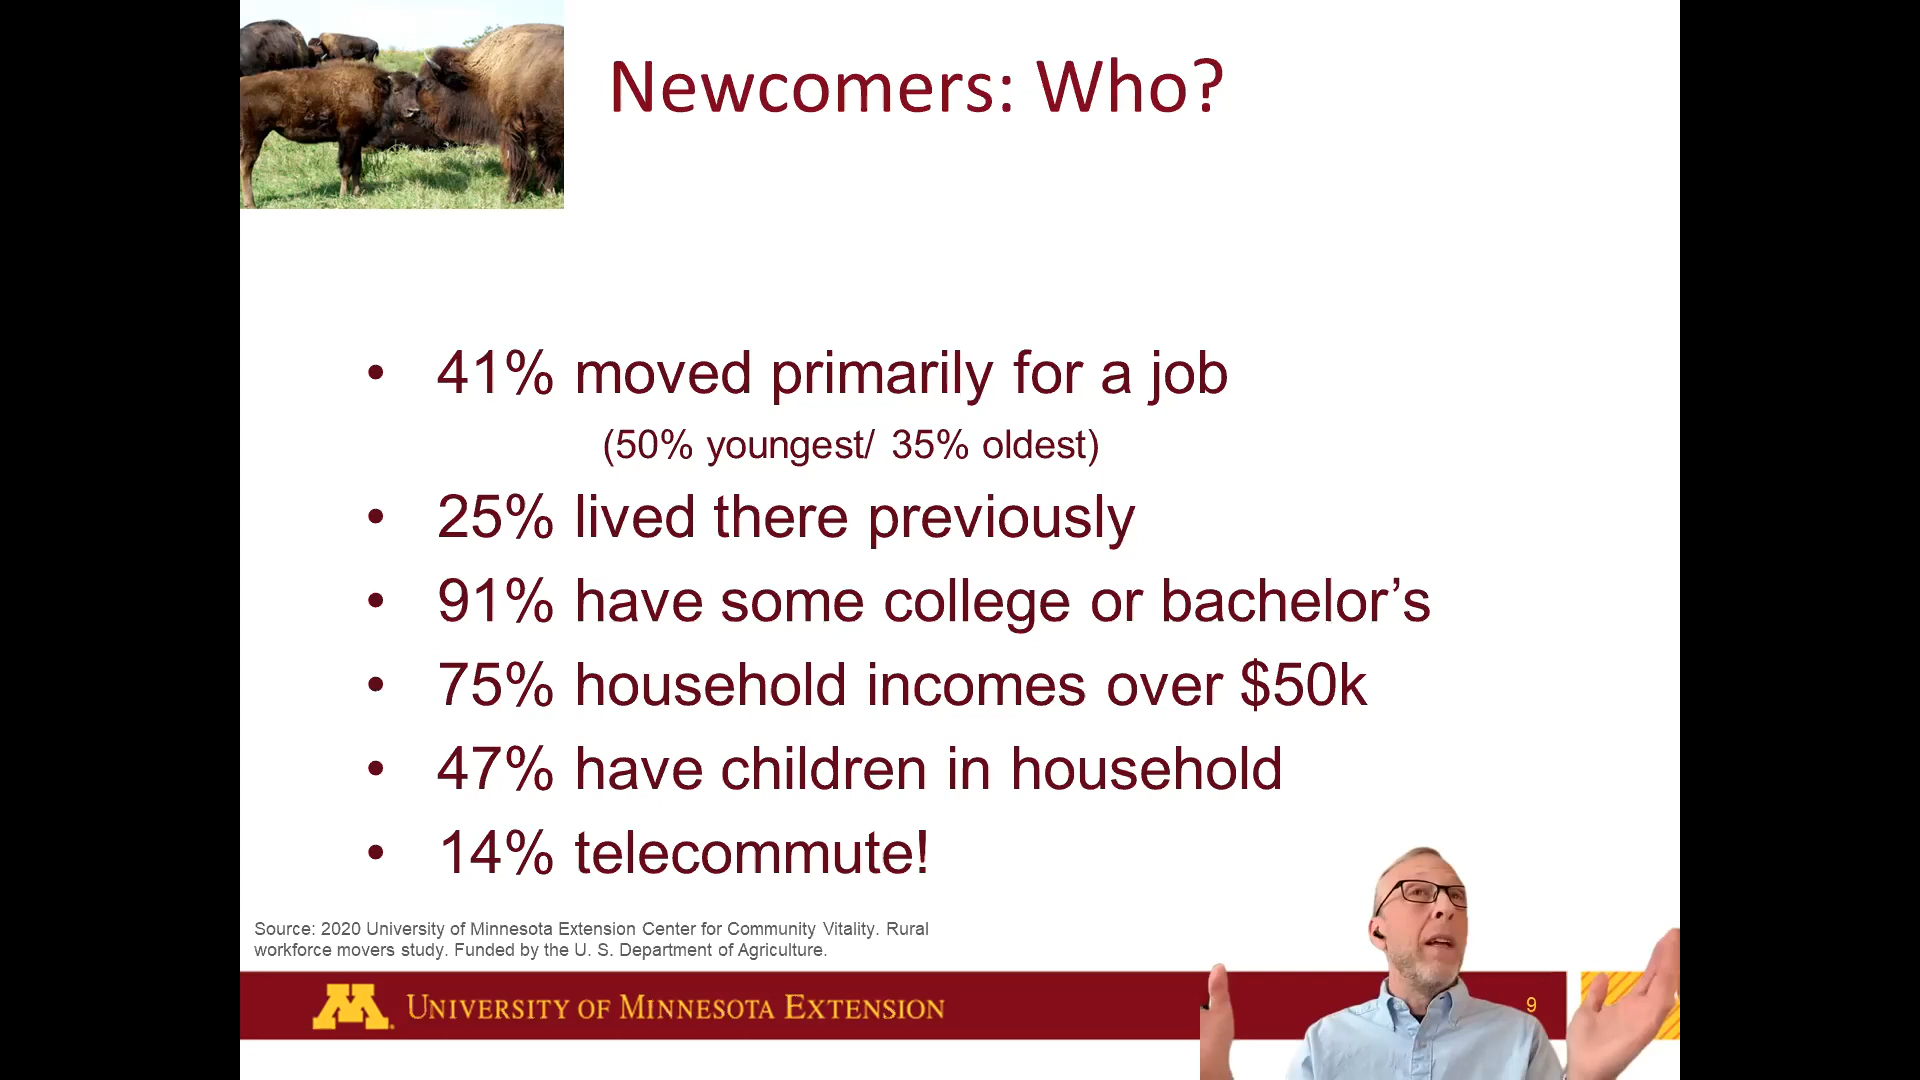 Newcomers: Who?
• 41% moved primarily for a job
(50% youngest/ 35% oldest)
• 25% lived there previously
• 91% have some college or bachelor’s
• 75% household incomes over $50k
• 47% have children in household
• 14% telecommute!
Source: 2020 University of Minnesota Extension Center for Community Vitality. Rural
workforce movers study. Funded by the U. S. Department of Agriculture.
M University of Minnesota Extension
9